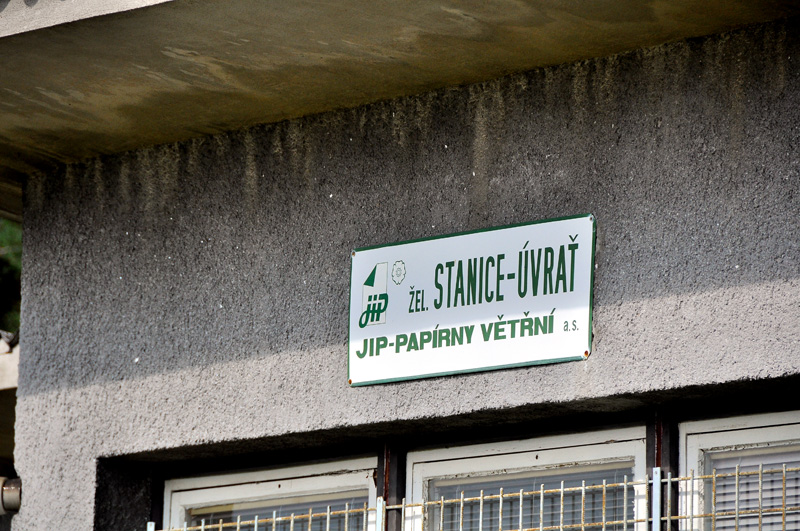 jip
ŽEL. STANICE-ÚVRAŤ
JIP-PAPÍRNY VĚTŘNÍ a.s.